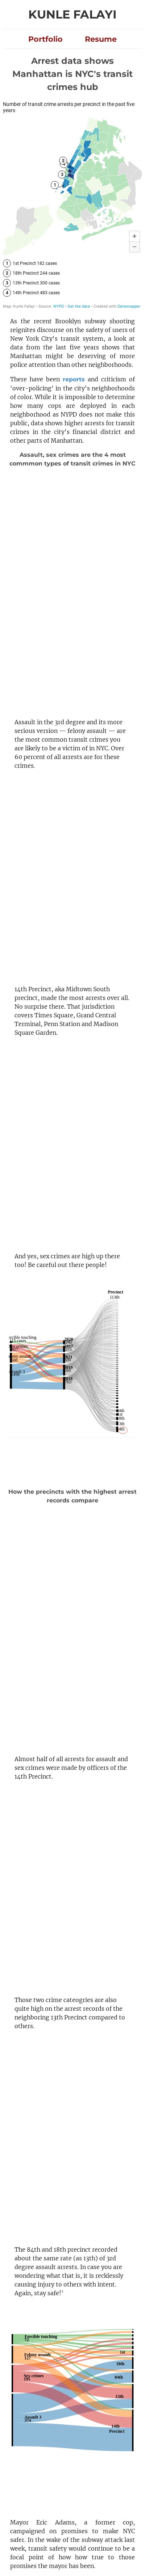 KUNLE FALAYI
Portfolio Resume
Arrest data shows
Manhattan is NYC's transit
crimes hub
Number of transit crime arrests per precinct in the past five
years
1 1st Precinct 182 cases
2 18th Precinct 244 cases
3 13th Precinct 300 cases
4 14th Precinct 483 cases
Map: Kunle Falayi • Source: NYPD • Get the data • Created with Datawrapper
As the recent Brooklyn subway shooting
reignites discourse on the safety of users of
New York City's transit system, a look at
data from the last five years shows that
Manhattan might be deserving of more
police attention than other neighborhoods.
There have been reports and criticism of
'over-policing' in the city's neighborhoods
of color. While it is impossible to determine
how many cops are deployed in each
neighborhood as NYPD does not make this
public, data shows higher arrests for transit
crimes in the city's financial district and
other parts of Manhattan.
Assault, sex crimes are the 4 most
commmon types of transit crimes in NYC
Assault in the 3rd degree and its more
serious version — felony assault — are
the most common transit crimes you
are likely to be a victim of in NYC. Over
60 percent of all arrests are for these
crimes.
14th Precinct, aka Midtown South
precinct, made the most arrests over all.
No surprise there. That jurisdiction
covers Times Square, Grand Central
Terminal, Penn Station and Madison
Square Garden.
And yes, sex crimes are high up there
too! Be careful out there people!
Precinct
113th
How the precincts with the highest arrest
records compare
Almost half of all arrests for assault and
sex crimes were made by officers of the
14th Precinct.
Those two crime cateogries are also
quite high on the arrest records of the
neighboring 13th Precinct compared to
others.
The 84th and 18th precinct recorded
about the same rate (as 13th) of 3rd
degree assault arrests. In case you are
wondering what that is, it is recklessly
causing injury to others with intent.
Again, stay safe!'
Forcible touching
Felony assault
Sex crimes
Assault 3
1st
18th
84th
13th
14th
Precinct
Mayor Eric Adams, a former cop,
campaigned on promises to make NYC
safer. In the wake of the subway attack last
week, transit safety would continue to be a
focal point of how how true to those
promises the mayor has been.